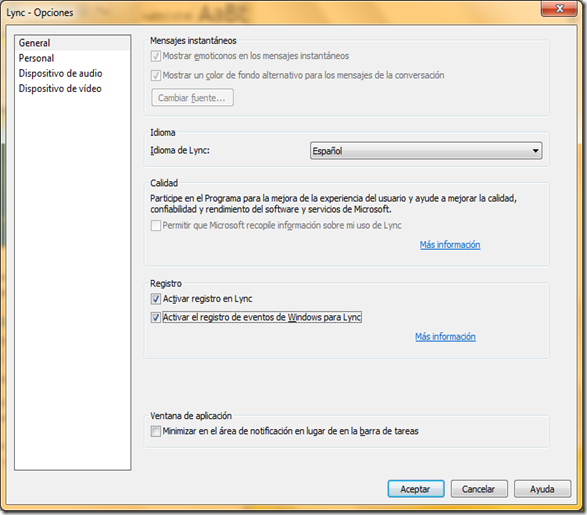 Lync - Opciones
General
Personal
Dispositivo de audio
Dispositivo de vídeo
Mensajes instantáneos
Mostrar emoticonos en los mensajes instantáneos
Mostrar un color de fondo alternativo para los mensajes de la conversación
Cambiar fuente...
Idioma
Idioma de Lync:
Español
Calidad
Participe en el Programa para la mejora de la experiencia del usuario y ayude a mejorar la calidad,
confiabilidad y rendimiento del software y servicios de Microsoft.
Permitir que Microsoft recopile información sobre mi uso de Lync
Más información
Registro
Activar registro en Lync
Activar el registro de eventos de Windows para Lync
Más información
Ventana de aplicación
Minimizar en el área de notificación en lugar de en la barra de tareas
Aceptar
Cancelar
Ayuda